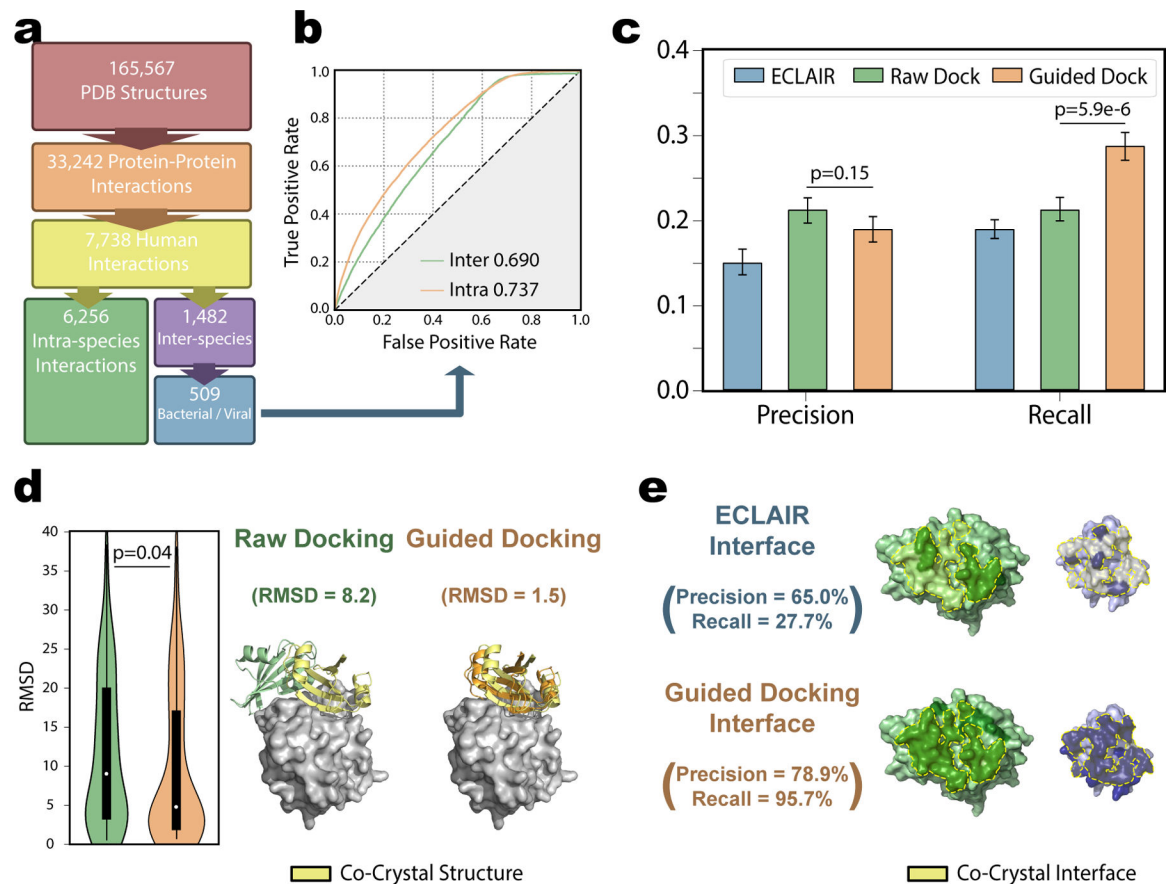 a
165,567
PDB Structures
33,242 Protein-Protein
Interactions
7,738 Human
Interactions
6,256
Intra-species
Interactions
1,482
Inter-species
509
Bacterial / Viral
b
1.0
0.8
0.6
0.4
0.2
0.0
0.0
0.2
0.4
0.6
0.8
1.0
True Positive Rate
False Positive Rate
Inter 0.690
Intra 0.737
c
0.4
0.3
0.2
0.1
0.0
ECLAIR
Raw Dock
Guided Dock
p=0.15
p=5.9e-6
Precision
Recall
d
40
35
30
25
20
15
10
5
0
RMSD
p=0.04
Raw Docking
(RMSD = 8.2)
Guided Docking
(RMSD = 1.5)
Co-Crystal Structure
e
ECLAIR
Interface
(Precision = 65.0%
Recall = 27.7%)
Guided Docking
Interface
(Precision = 78.9%
Recall = 95.7%)
Co-Crystal Interface